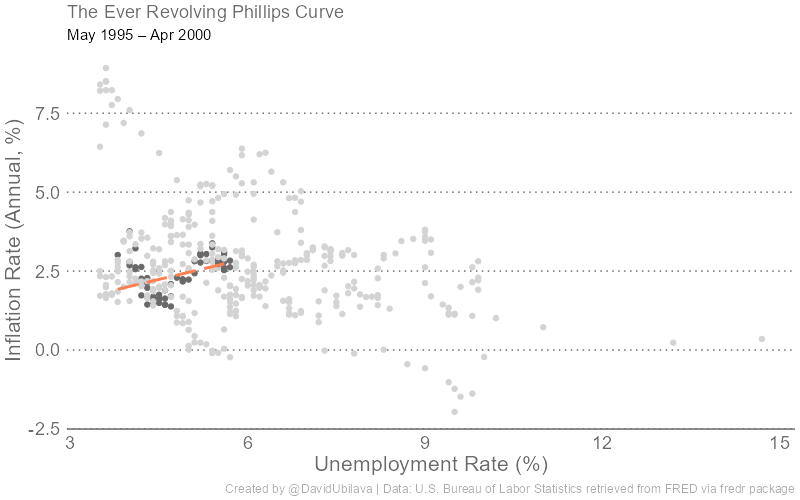 The Ever Revolving Phillips Curve
May 1995 – Apr 2000
Inflation Rate (Annual, %)
7.5
5.0
2.5
0.0
-2.5
3 6 9 12 15
Unemployment Rate (%)
Created by @DavidUbilava | Data: U.S. Bureau of Labor Statistics retrieved from FRED via fredr package